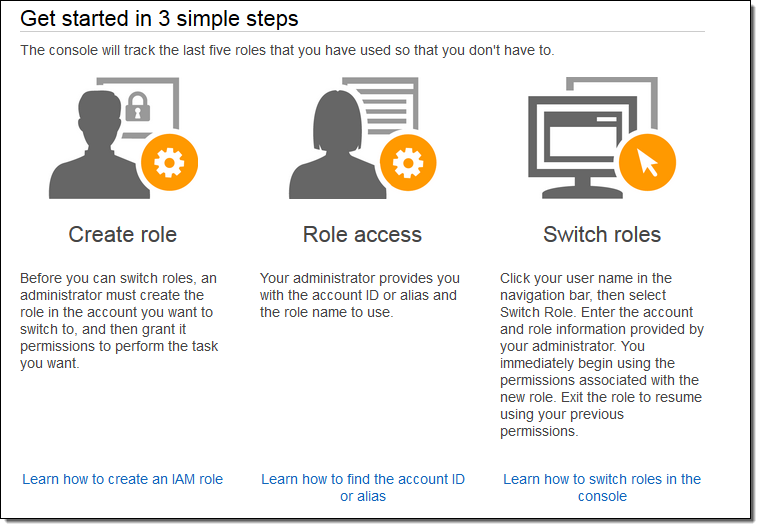 Get started in 3 simple steps
The console will track the last five roles that you have used so that you don't have to.
Create role
Before you can switch roles, an
administrator must create the
role in the account you want to
switch to, and then grant it
permissions to perform the task
you want.
Learn how to create an IAM role
Role access
Your administrator provides you
with the account ID or alias and
the role name to use.
Learn how to find the account ID
or alias
Switch roles
Click your user name in the
navigation bar, then select
Switch Role. Enter the account
and role information provided by
your administrator. You
immediately begin using the
permissions associated with the
new role. Exit the role to resume
using your previous
permissions.
Learn how to switch roles in the
console